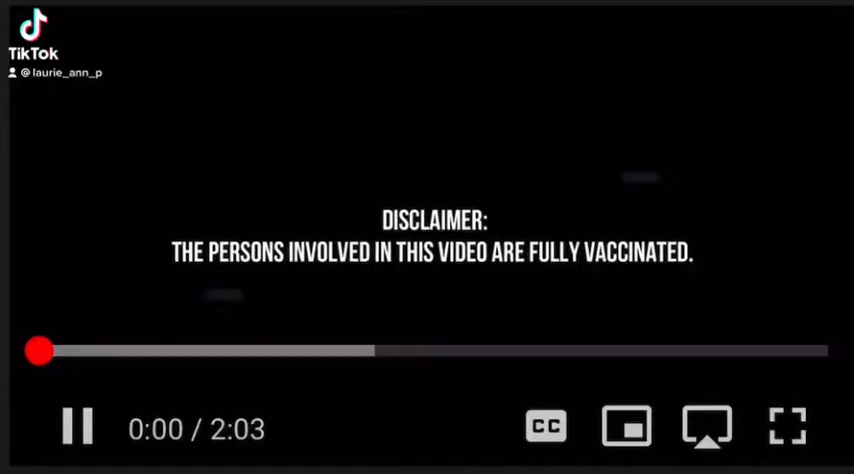 TikTok
@laurie_ann_p
DISCLAIMER:
THE PERSONS INVOLVED IN THIS VIDEO ARE FULLY VACCINATED.
0:00 / 2:03
CC